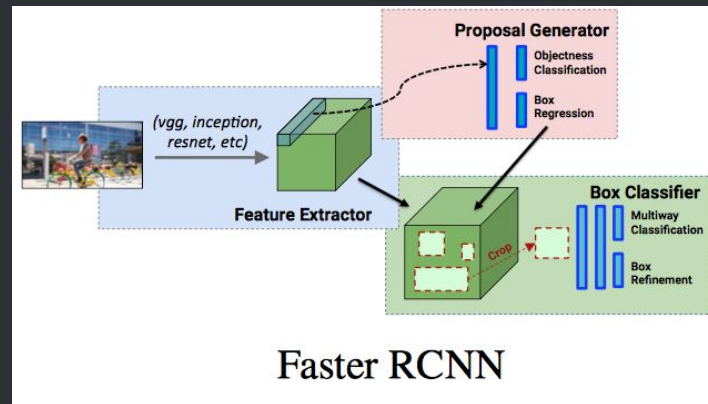 Proposal Generator
Objectness
Classification
Box
Regression
(vgg, inception,
resnet, etc)
Feature Extractor
Box Classifier
Multiway
Classification
Crop
Box
Refinement
Faster RCNN